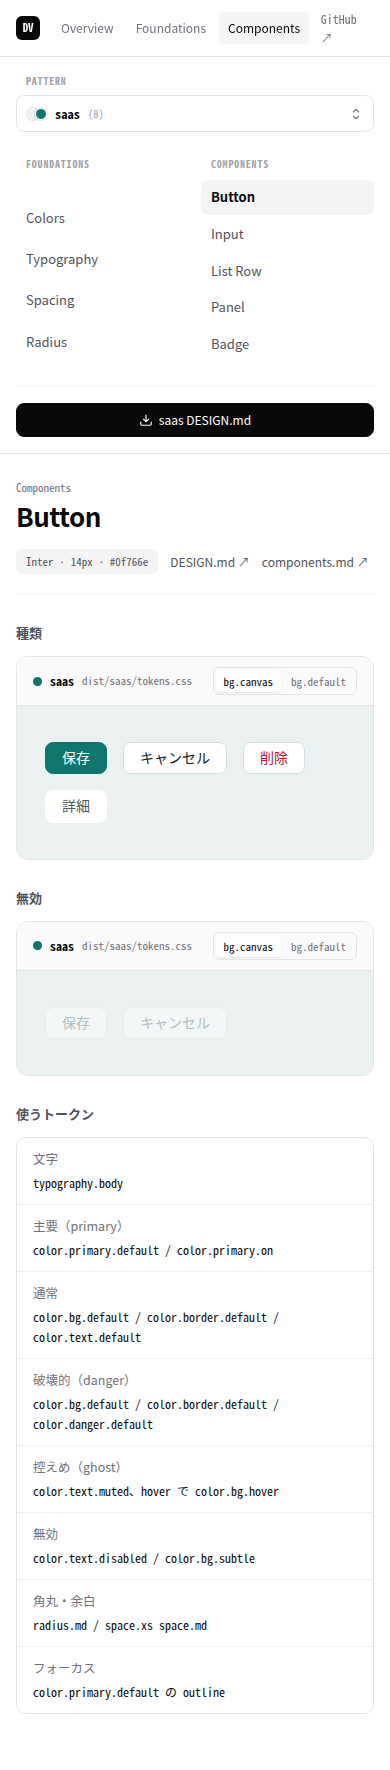 DV Overview Foundations Components GitHub ↗
PATTERN
saas (8)
FOUNDATIONS
Colors
Typography
Spacing
Radius
COMPONENTS
Button
Input
List Row
Panel
Badge
saas DESIGN.md
Components
Button
Inter · 14px · #0f766e DESIGN.md ↗ components.md ↗
種類
saas dist/saas/tokens.css bg.canvas bg.default
保存 キャンセル 削除
詳細
無効
saas dist/saas/tokens.css bg.canvas bg.default
保存 キャンセル
使うトークン
文字
typography.body
主要（primary）
color.primary.default / color.primary.on
通常
color.bg.default / color.border.default /
color.text.default
破壊的（danger）
color.bg.default / color.border.default /
color.danger.default
控えめ（ghost）
color.text.muted、hover で color.bg.hover
無効
color.text.disabled / color.bg.subtle
角丸・余白
radius.md / space.xs space.md
フォーカス
color.primary.default の outline